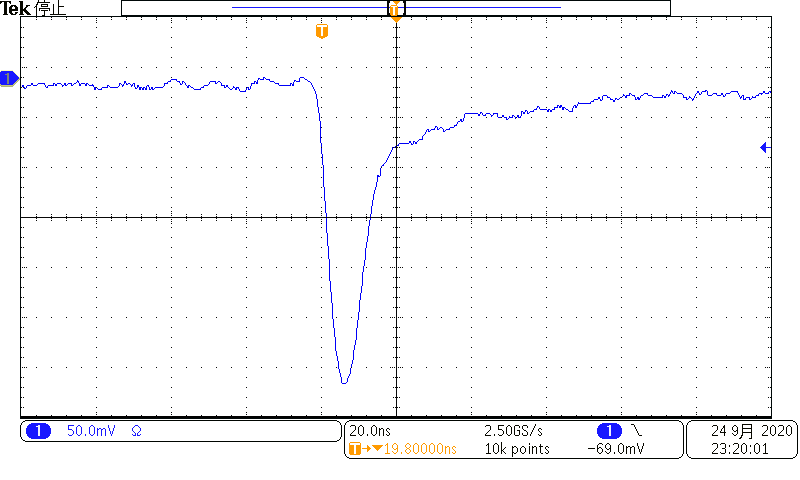 Tek 停止
T
T
1
1 50.0mV Ω
20.0ns 2.50GS/s 1
T→▼19.80000ns 10k points −69.0mV
24 9月 2020
23:20:01